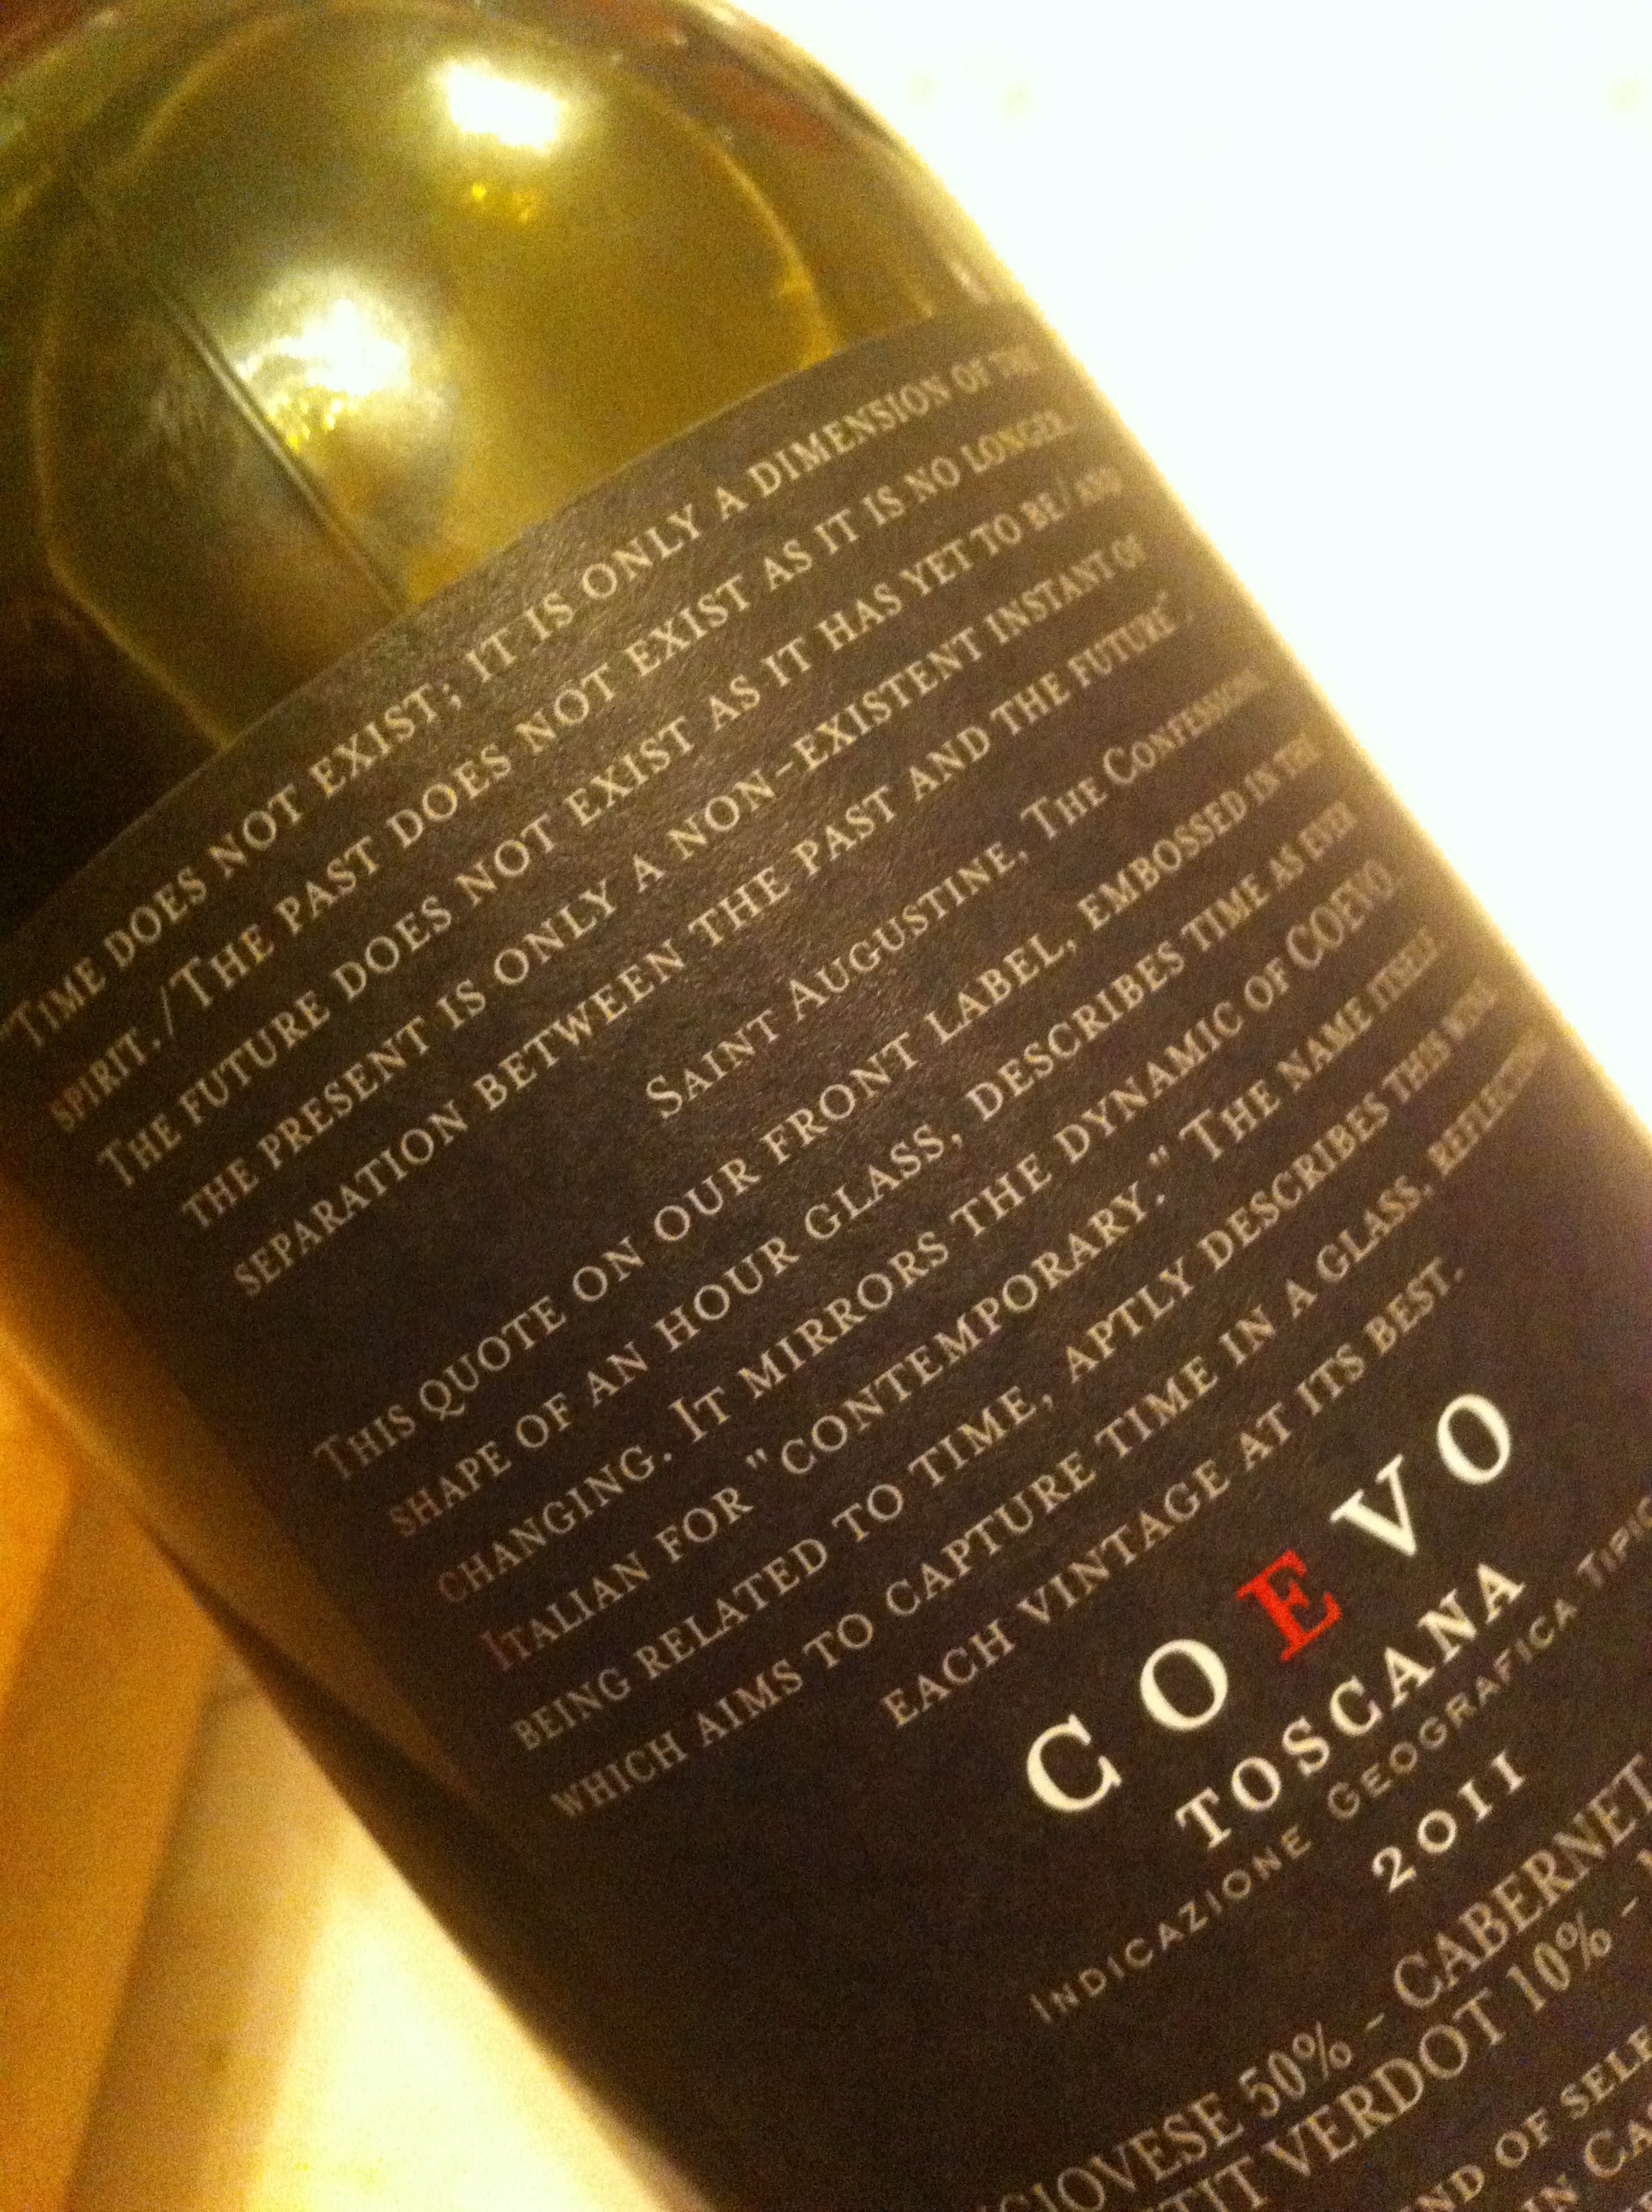 "Time does not exist; it is only a dimension of the
spirit./The past does not exist as it is no longer.
The future does not exist as it has yet to be/and
the present is only a non-existent instant of
separation between the past and the future".
Saint Augustine, The Confessions
This quote on our front label, embossed in the
shape of an hour glass, describes time as ever
changing. It mirrors the dynamic of Coevo,
Italian for "contemporary." The name itself
being related to time, aptly describes this wine
which aims to capture time in a glass, reflecting
each vintage at its best.
COEVO
TOSCANA
Indicazione Geografica
2011
50% - CABERNET
VERDOT 10% -
OF